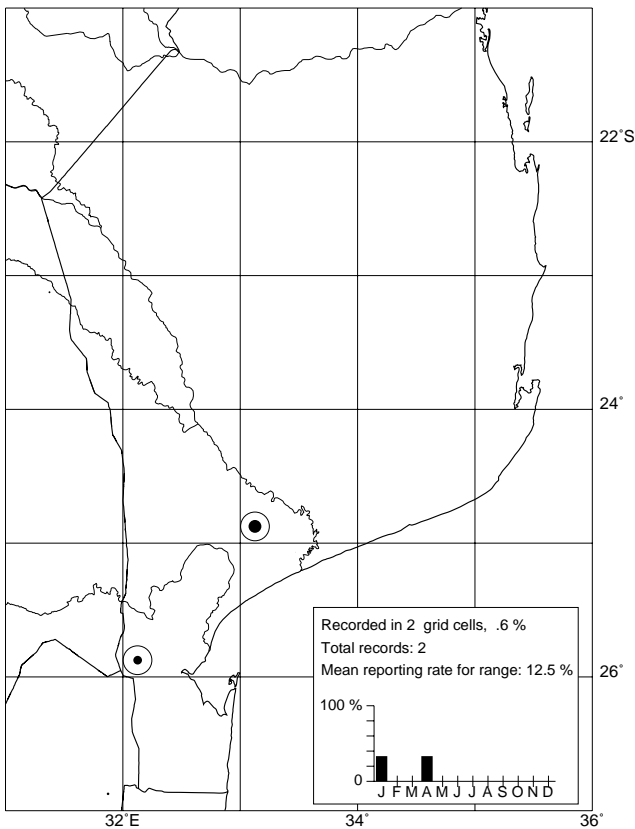 22°S
24°
26°
Recorded in 2 grid cells, .6 %
Total records: 2
Mean reporting rate for range: 12.5 %
100 %
0
J F M A M J J A S O N D
32°E 34° 36°